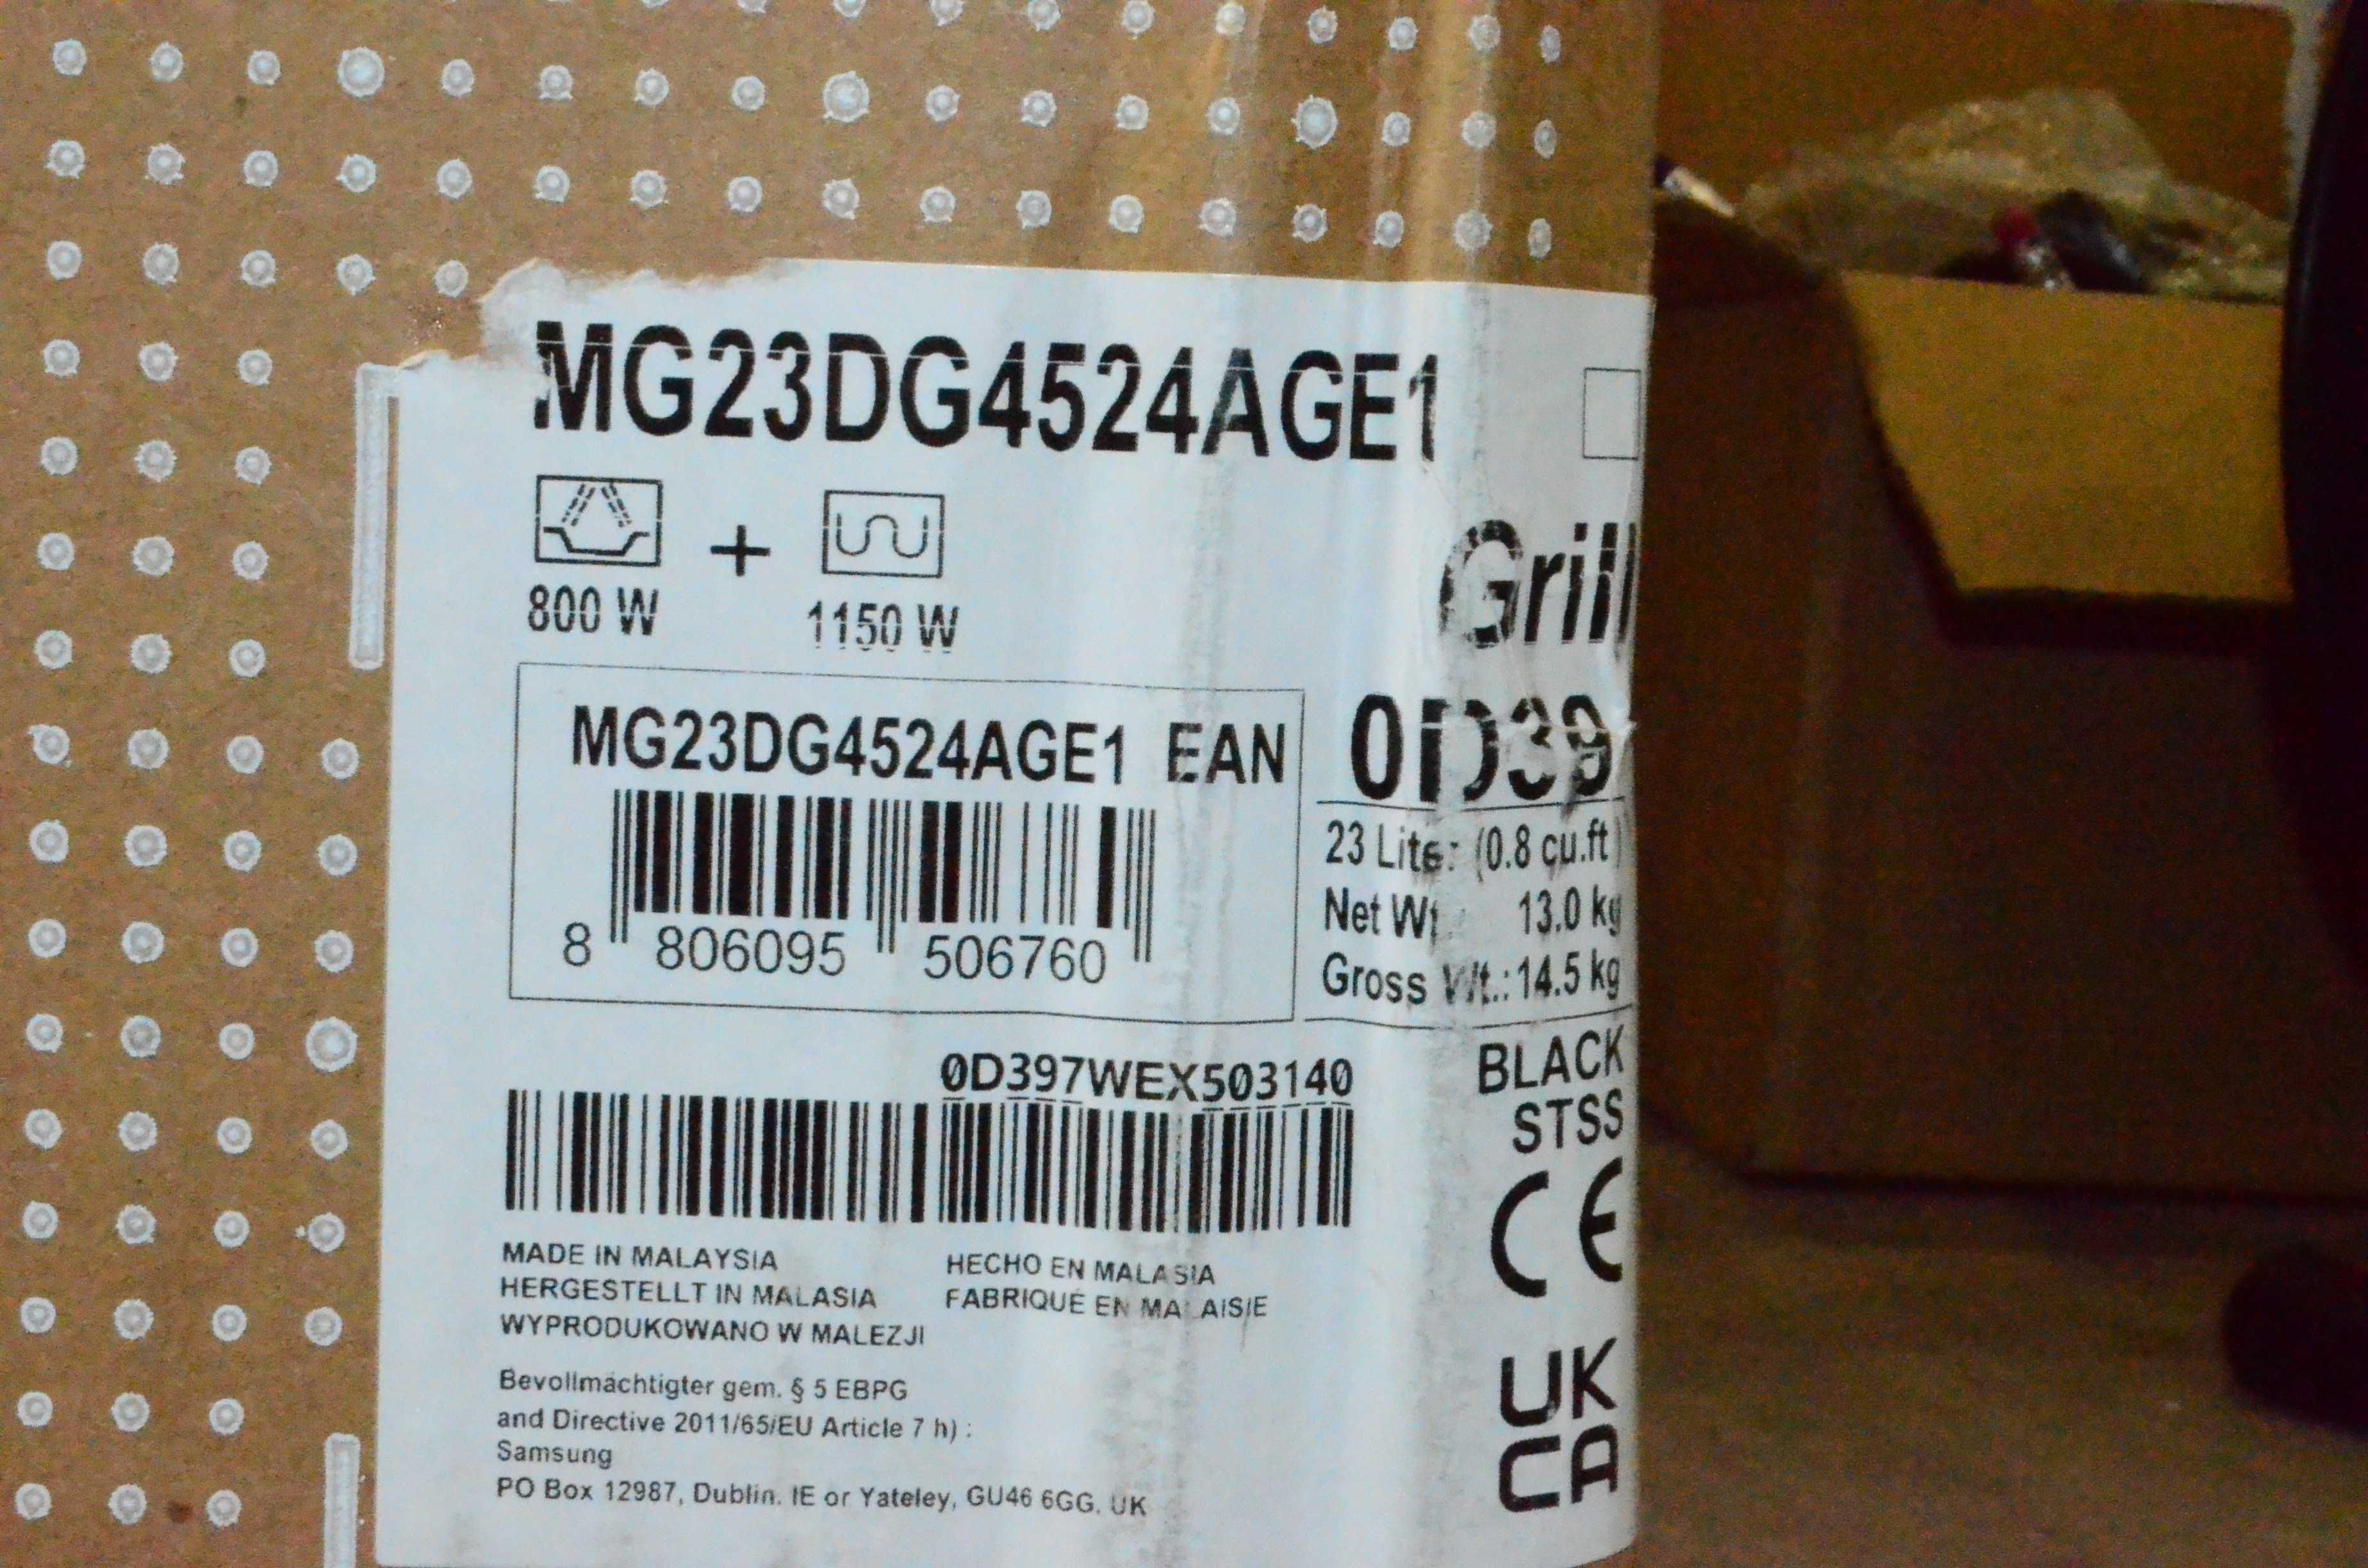 MG23DG4524AGE1
800 W + 1150 W
Grill
MG23DG4524AGE1 EAN
8 806095 506760
0D39
23 Liter (0.8 cu.ft)
Net Wt. 13.0 kg
Gross Wt.: 14.5 kg
0D397WEX503140
BLACK
STSS
CE
UK
CA
MADE IN MALAYSIA
HERGESTELLT IN MALASIA
WYPRODUKOWANO W MALEZJI
HECHO EN MALASIA
FABRIQUÉ EN MALAISIE
Bevollmächtigter gem. § 5 EBPG
and Directive 2011/65/EU Article 7 h) :
Samsung
PO Box 12987, Dublin. IE or Yateley, GU46 6GG. UK